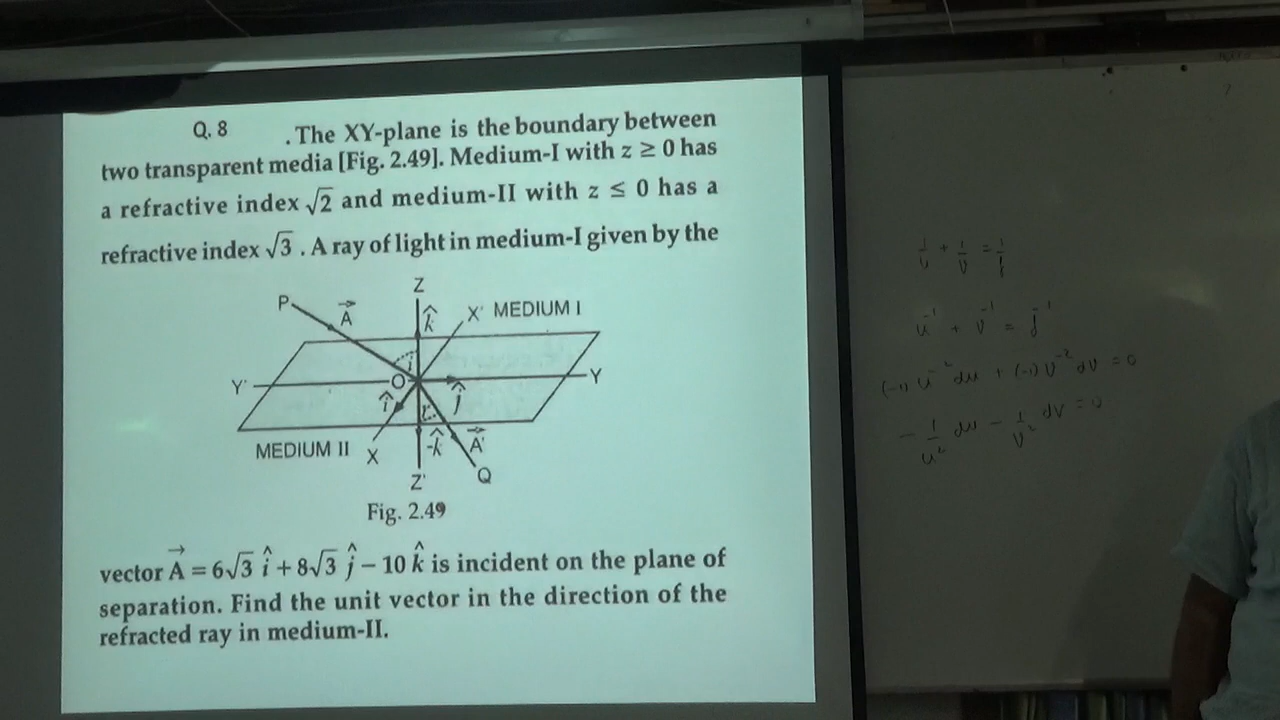 Q. 8 . The XY-plane is the boundary between
two transparent media [Fig. 2.49]. Medium-I with z ≥ 0 has
a refractive index √2 and medium-II with z ≤ 0 has a
refractive index √3 . A ray of light in medium-I given by the
Z
P
A⃗
k̂
X' MEDIUM I
i
Y'
O
Y
î
r
ĵ
MEDIUM II
X
-k̂
A⃗'
Z'
Q
Fig. 2.49
vector A⃗ = 6√3 î + 8√3 ĵ – 10 k̂ is incident on the plane of
separation. Find the unit vector in the direction of the
refracted ray in medium-II.
1/u + 1/v = 1/f
u⁻¹ + v⁻¹ = f⁻¹
(-1) u⁻² du + (-1) v⁻² dv = 0
- 1/u² du - 1/v² dv = 0